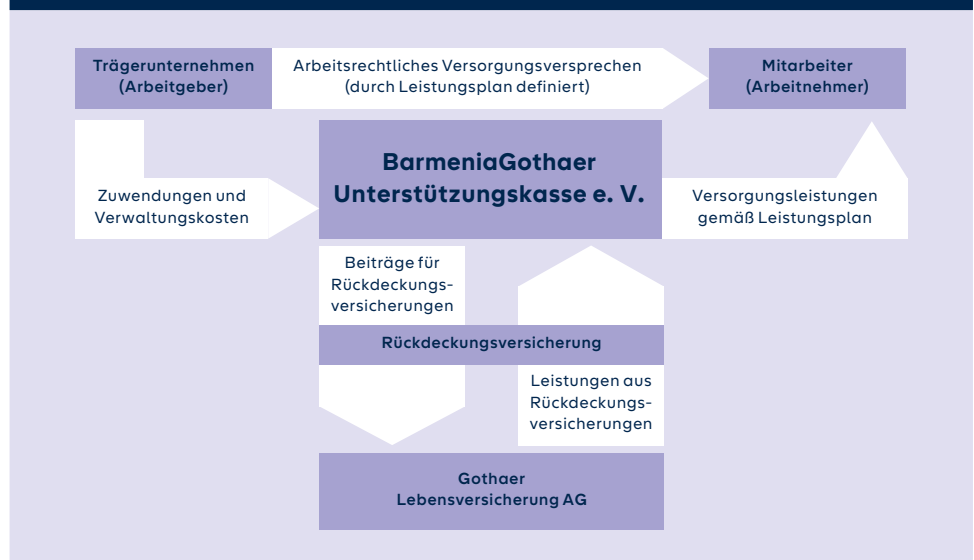 Trägerunternehmen
(Arbeitgeber)
Arbeitsrechtliches Versorgungsversprechen
(durch Leistungsplan definiert)
Mitarbeiter
(Arbeitnehmer)
Zuwendungen und
Verwaltungskosten
BarmeniaGothaer
Unterstützungskasse e. V.
Versorgungsleistungen
gemäß Leistungsplan
Beiträge für
Rückdeckungs-
versicherungen
Rückdeckungsversicherung
Leistungen aus
Rückdeckungs-
versicherungen
Gothaer
Lebensversicherung AG